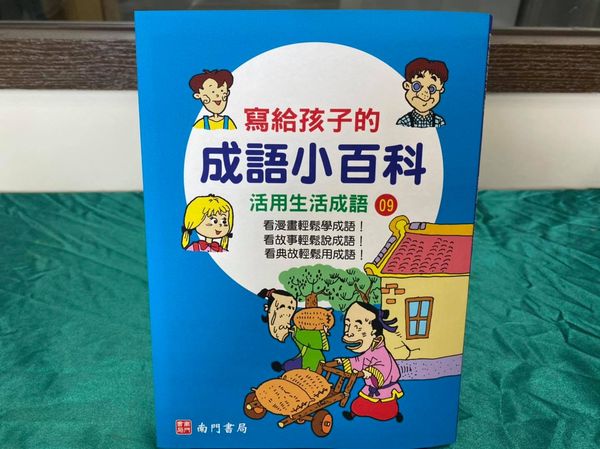 寫給孩子的
成語小百科
活用生活成語 09
看漫畫輕鬆學成語！
看故事輕鬆說成語！
看典故輕鬆用成語！
南門書局